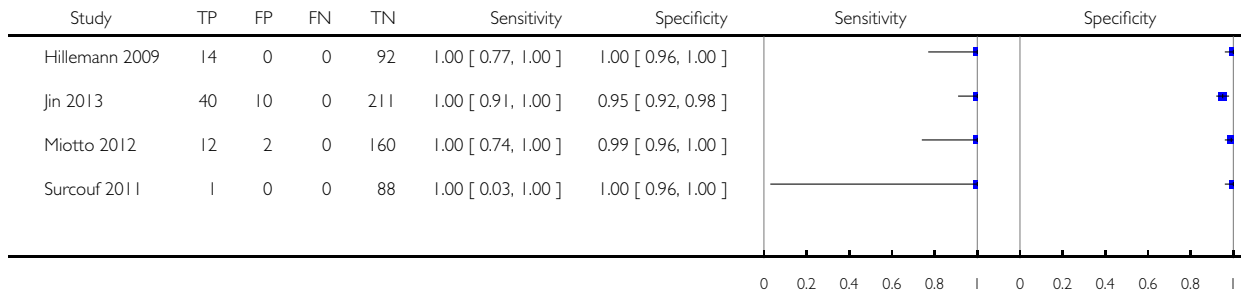 Study TP FP FN TN Sensitivity Specificity Sensitivity Specificity
Hillemann 2009 14 0 0 92 1.00 [ 0.77, 1.00 ] 1.00 [ 0.96, 1.00 ]
Jin 2013 40 10 0 211 1.00 [ 0.91, 1.00 ] 0.95 [ 0.92, 0.98 ]
Miotto 2012 12 2 0 160 1.00 [ 0.74, 1.00 ] 0.99 [ 0.96, 1.00 ]
Surcouf 2011 1 0 0 88 1.00 [ 0.03, 1.00 ] 1.00 [ 0.96, 1.00 ]
0 0.2 0.4 0.6 0.8 1 0 0.2 0.4 0.6 0.8 1